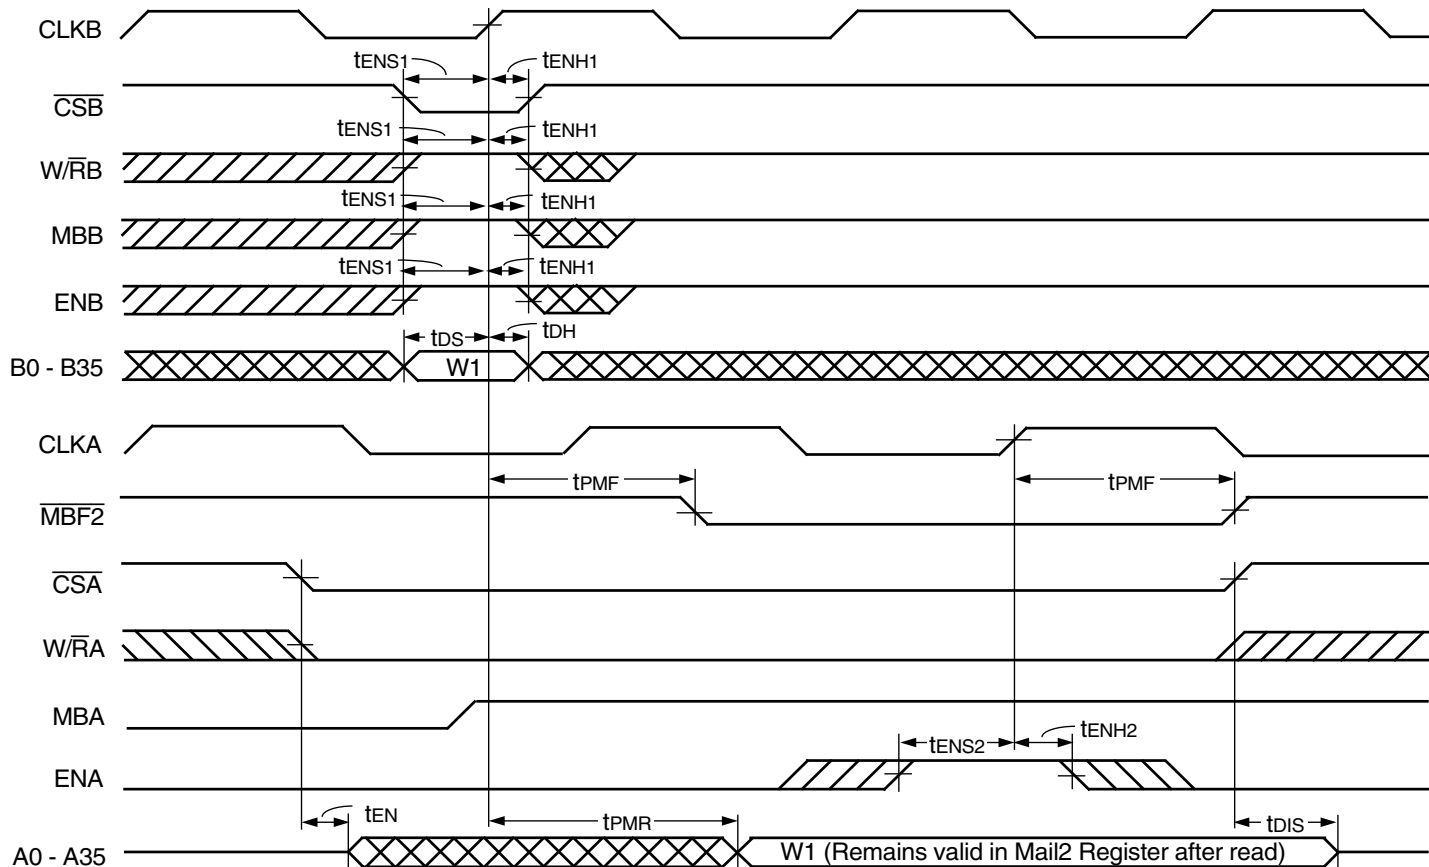 CLKB
tENS1 tENH1
CSB
tENS1 tENH1
W/RB
tENS1 tENH1
MBB
tENS1 tENH1
ENB
tDS tDH
B0 - B35 W1
CLKA
tPMF tPMF
MBF2
CSA
W/RA
MBA
tENS2 tENH2
ENA
tEN tPMR tDIS
A0 - A35 W1 (Remains valid in Mail2 Register after read)